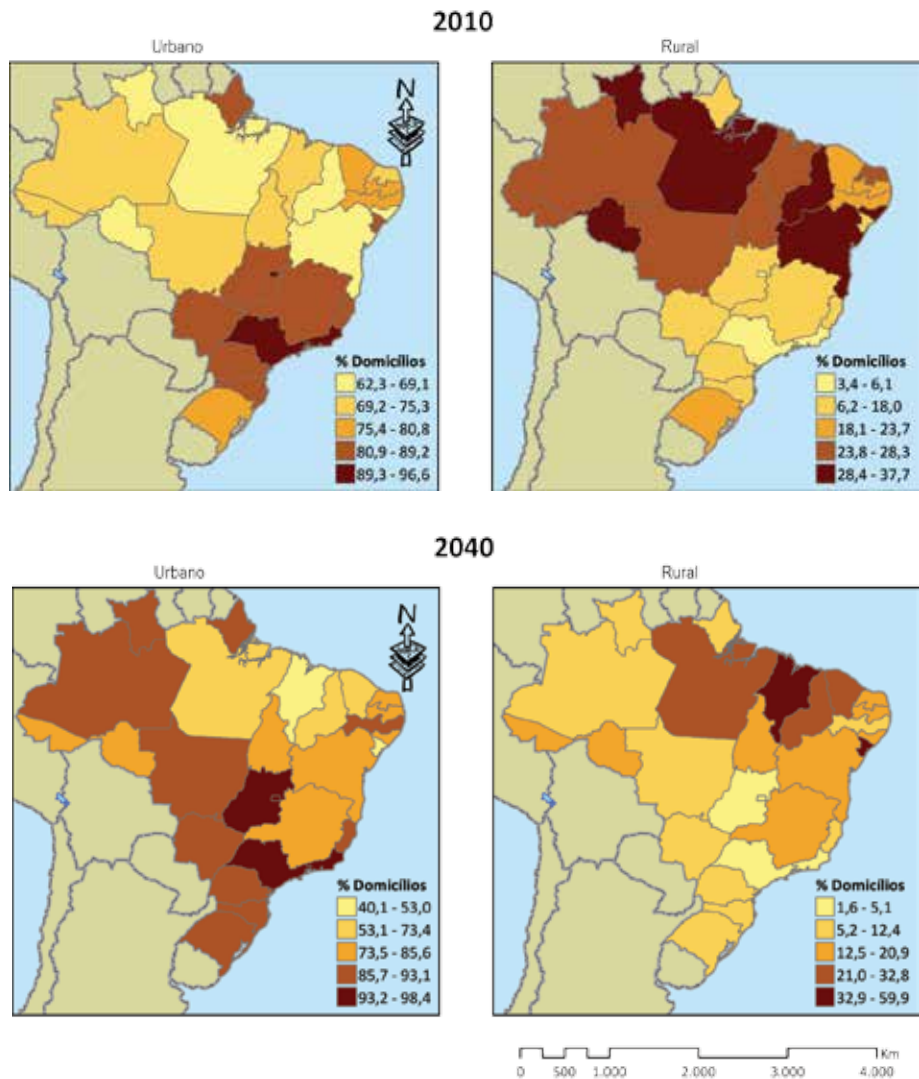 2010
Urbano
Rural
N
% Domicílios
62,3 - 69,1
69,2 - 75,3
75,4 - 80,8
80,9 - 89,2
89,3 - 96,6
N
% Domicílios
3,4 - 6,1
6,2 - 18,0
18,1 - 23,7
23,8 - 28,3
28,4 - 37,7
2040
Urbano
Rural
N
% Domicílios
40,1 - 53,0
53,1 - 73,4
73,5 - 85,6
85,7 - 93,1
93,2 - 98,4
N
% Domicílios
1,6 - 5,1
5,2 - 12,4
12,5 - 20,9
21,0 - 32,8
32,9 - 59,9
Km
0 500 1.000 2.000 3.000 4.000